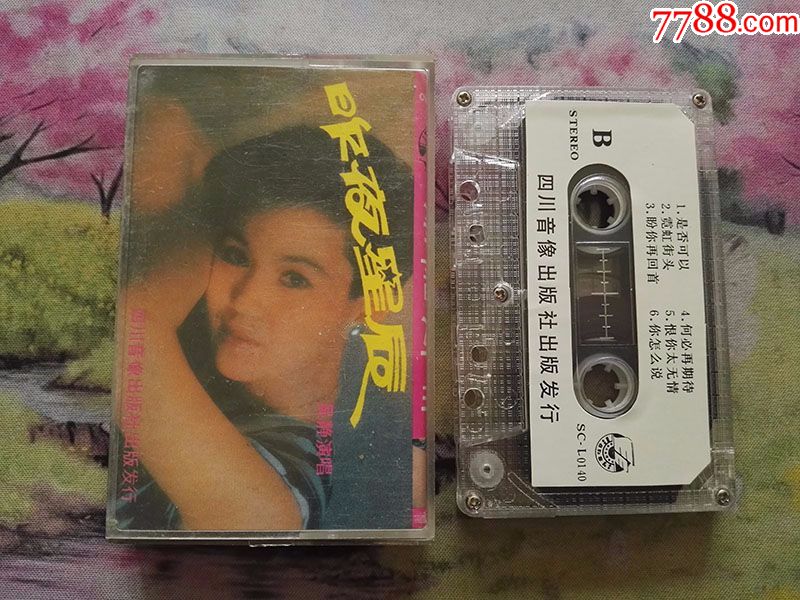 7788.com
昨夜星辰
演唱
四川音像出版社出版发行
B
STEREO
1.是否可以
2.霓虹街头
3.盼你再回首
4.何必再期待
5.恨你太无情
6.你怎么说
四川音像出版社出版发行
SC-L0140